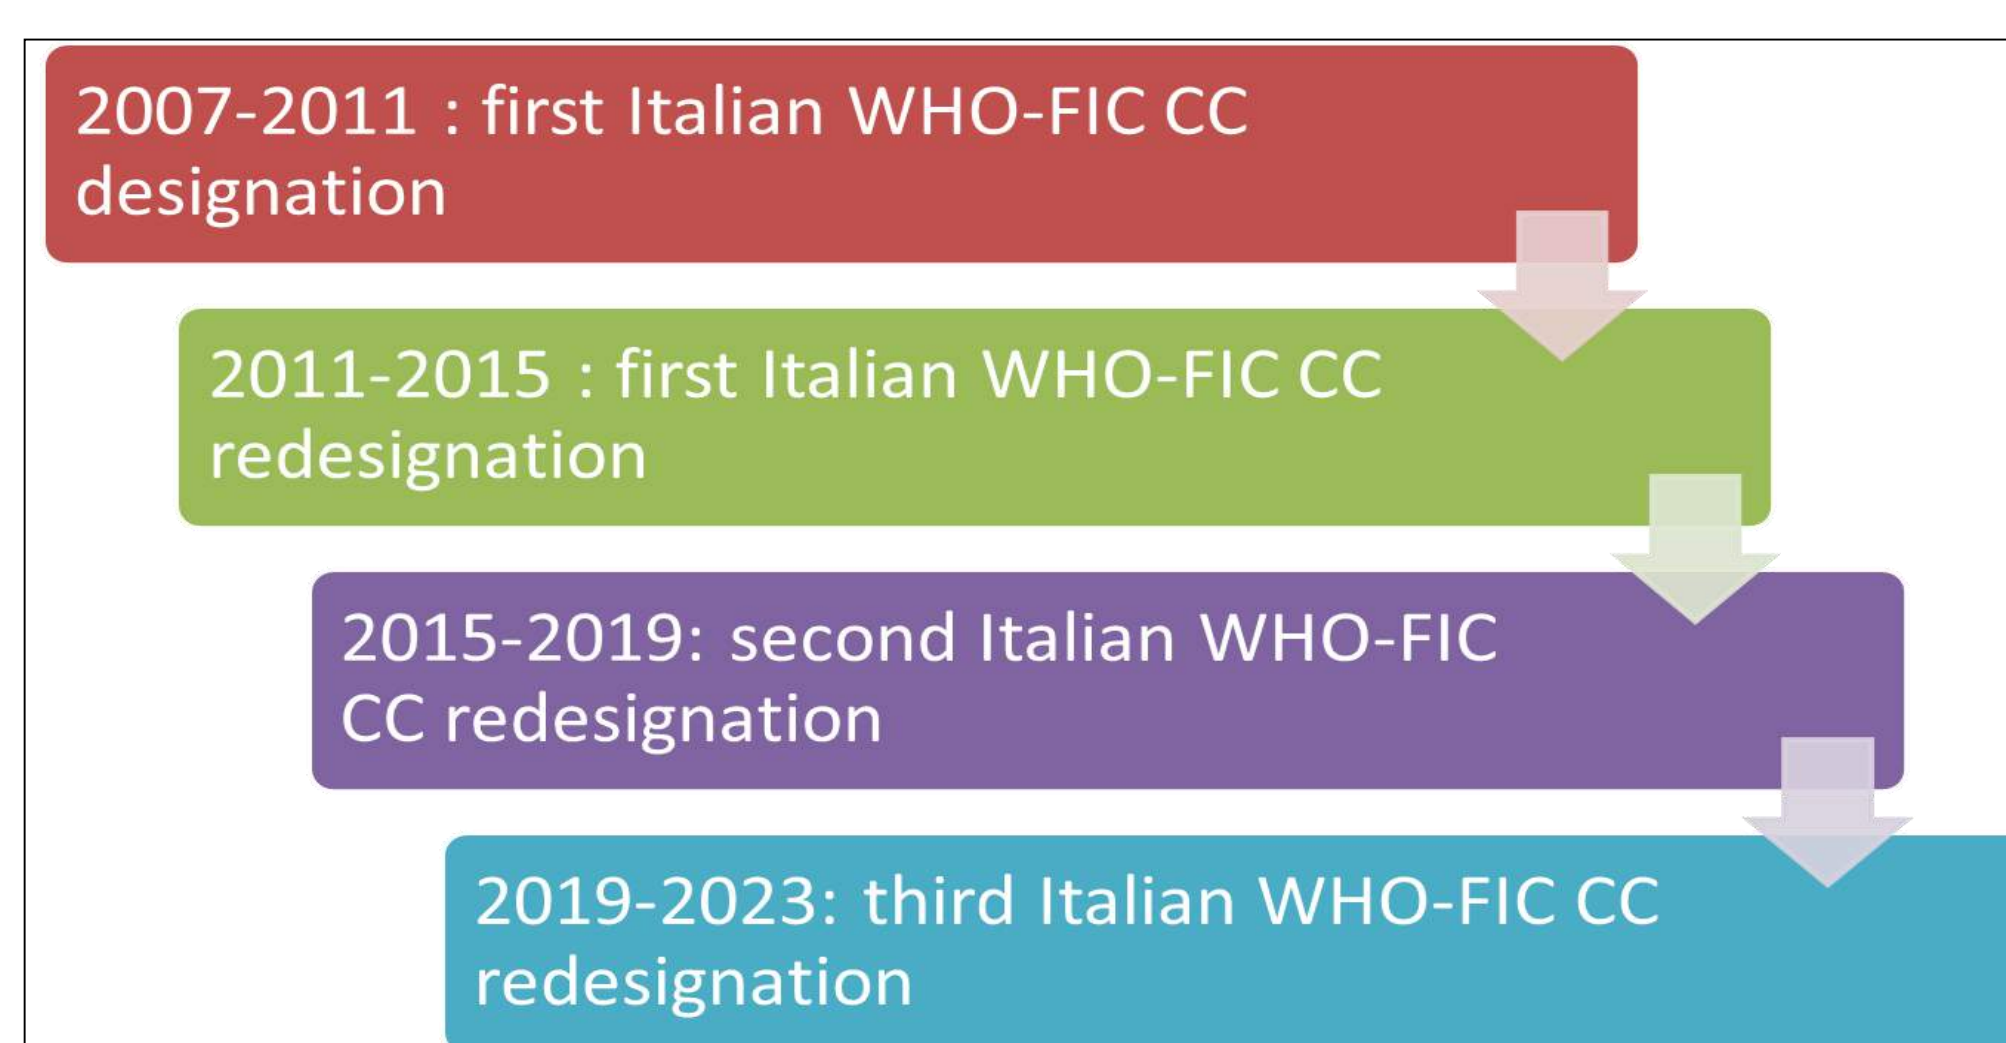 2007-2011 : first Italian WHO-FIC CC
designation
2011-2015 : first Italian WHO-FIC CC
redesignation
2015-2019: second Italian WHO-FIC
CC redesignation
2019-2023: third Italian WHO-FIC CC
redesignation